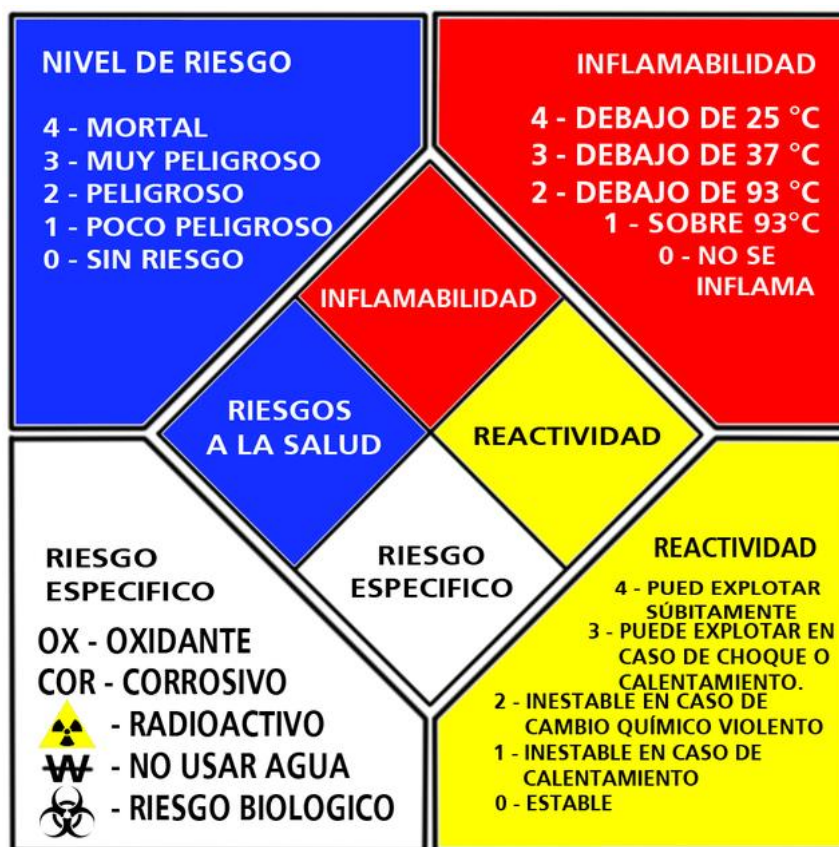 NIVEL DE RIESGO
4 - MORTAL
3 - MUY PELIGROSO
2 - PELIGROSO
1 - POCO PELIGROSO
0 - SIN RIESGO
INFLAMABILIDAD
4 - DEBAJO DE 25 °C
3 - DEBAJO DE 37 °C
2 - DEBAJO DE 93 °C
1 - SOBRE 93°C
0 - NO SE
INFLAMA
INFLAMABILIDAD
RIESGOS
A LA SALUD
REACTIVIDAD
RIESGO
ESPECIFICO
RIESGO
ESPECIFICO
OX - OXIDANTE
COR - CORROSIVO
- RADIOACTIVO
W - NO USAR AGUA
- RIESGO BIOLOGICO
REACTIVIDAD
4 - PUED EXPLOTAR
SÚBITAMENTE
3 - PUEDE EXPLOTAR EN
CASO DE CHOQUE O
CALENTAMIENTO.
2 - INESTABLE EN CASO DE
CAMBIO QUÍMICO VIOLENTO
1 - INESTABLE EN CASO DE
CALENTAMIENTO
0 - ESTABLE